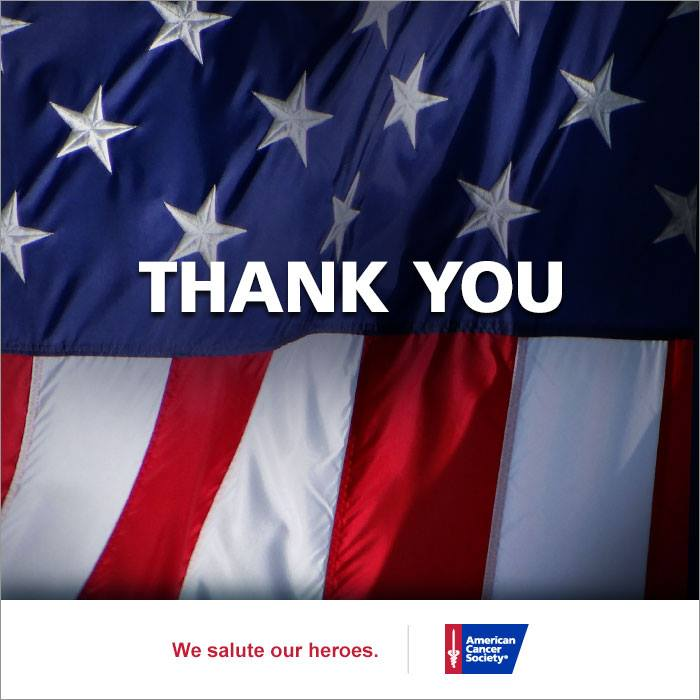 THANK YOU
We salute our heroes.
American
Cancer
Society®